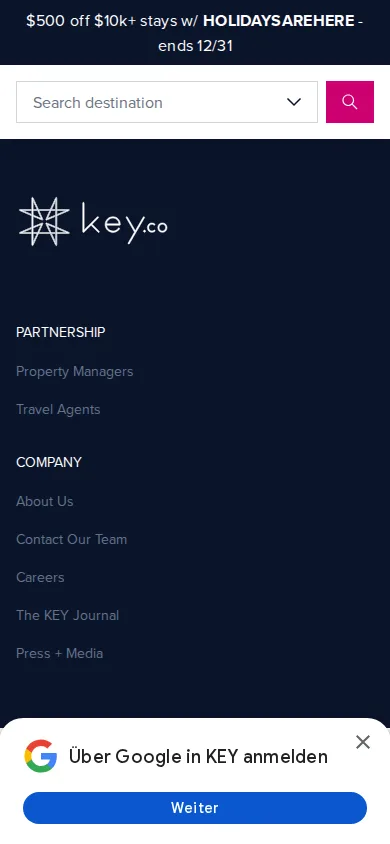 $500 off $10k+ stays w/ HOLIDAYSAREHERE -
ends 12/31
Search destination
key.co
PARTNERSHIP
Property Managers
Travel Agents
COMPANY
About Us
Contact Our Team
Careers
The KEY Journal
Press + Media
Über Google in KEY anmelden
Weiter